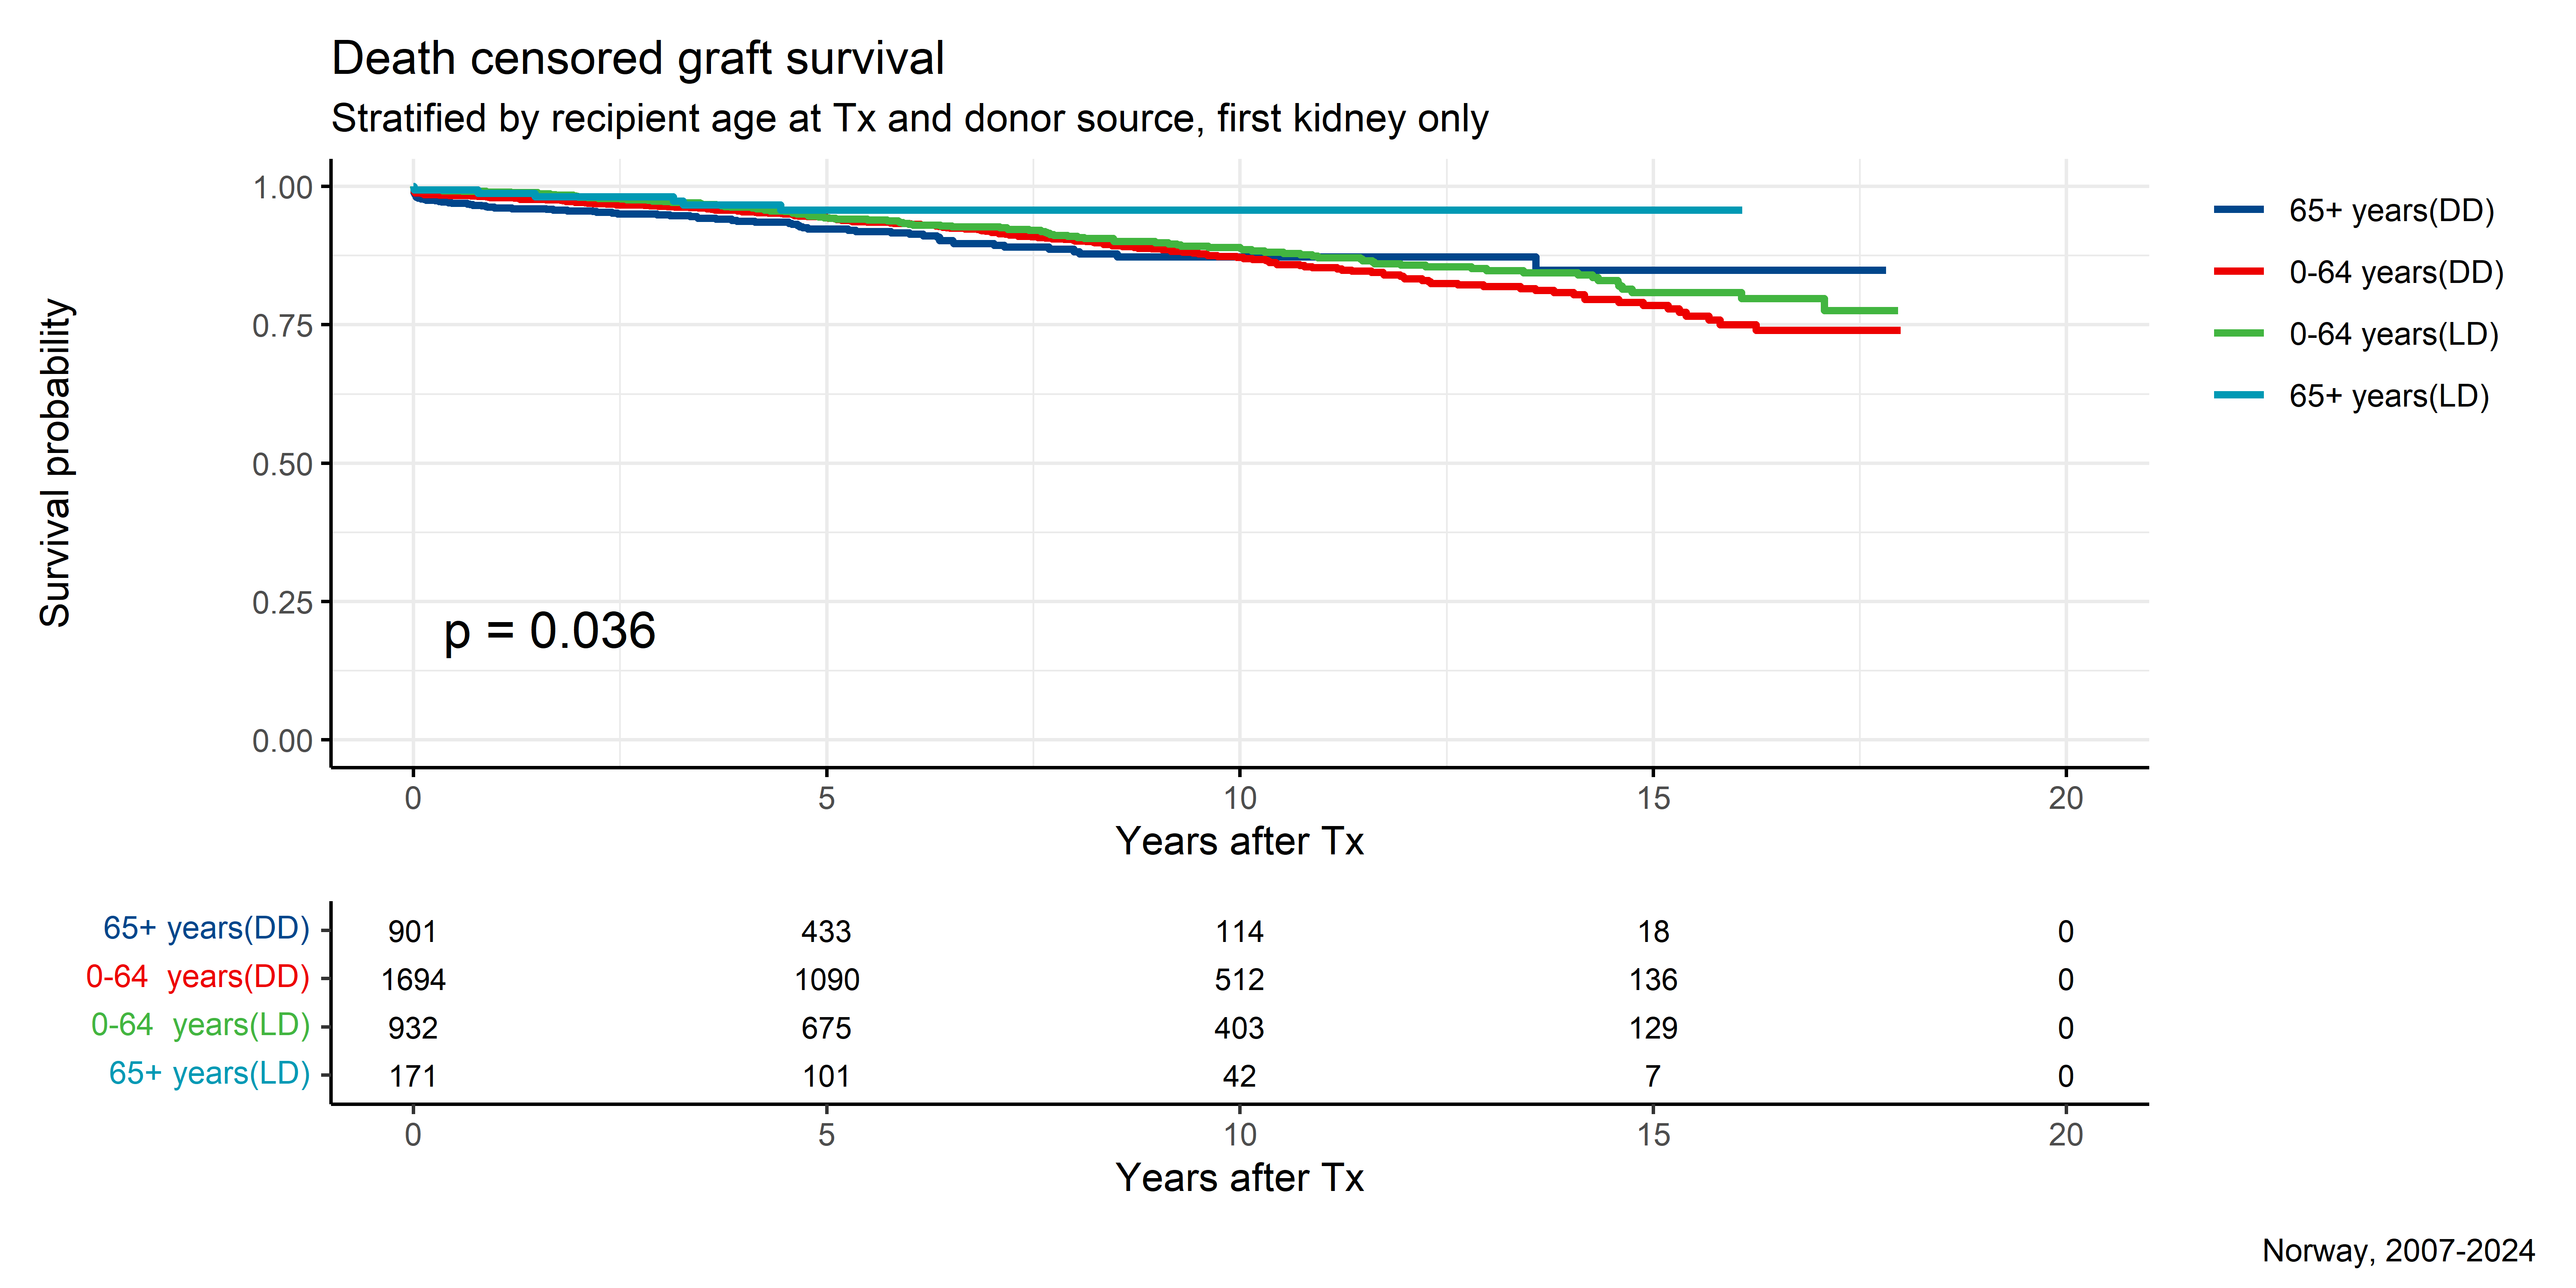 Death censored graft survival
Stratified by recipient age at Tx and donor source, first kidney only
Survival probability
1.00
0.75
0.50
0.25
0.00
p = 0.036
0 5 10 15 20
Years after Tx
65+ years(DD)
0-64 years(DD)
0-64 years(LD)
65+ years(LD)
65+ years(DD) 901 433 114 18 0
0-64 years(DD) 1694 1090 512 136 0
0-64 years(LD) 932 675 403 129 0
65+ years(LD) 171 101 42 7 0
0 5 10 15 20
Years after Tx
Norway, 2007-2024